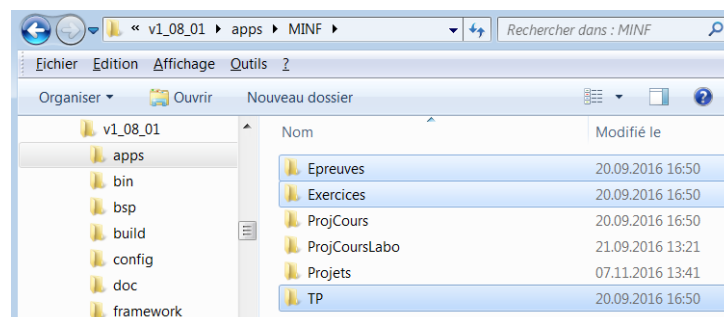 « v1_08_01 ▸ apps ▸ MINF ▸ Rechercher dans : MINF
Fichier Edition Affichage Outils ?
Organiser ▾ Ouvrir Nouveau dossier
v1_08_01
apps
bin
bsp
build
config
doc
framework
Nom Modifié le
Epreuves 20.09.2016 16:50
Exercices 20.09.2016 16:50
ProjCours 20.09.2016 16:50
ProjCoursLabo 21.09.2016 13:21
Projets 07.11.2016 13:41
TP 20.09.2016 16:50